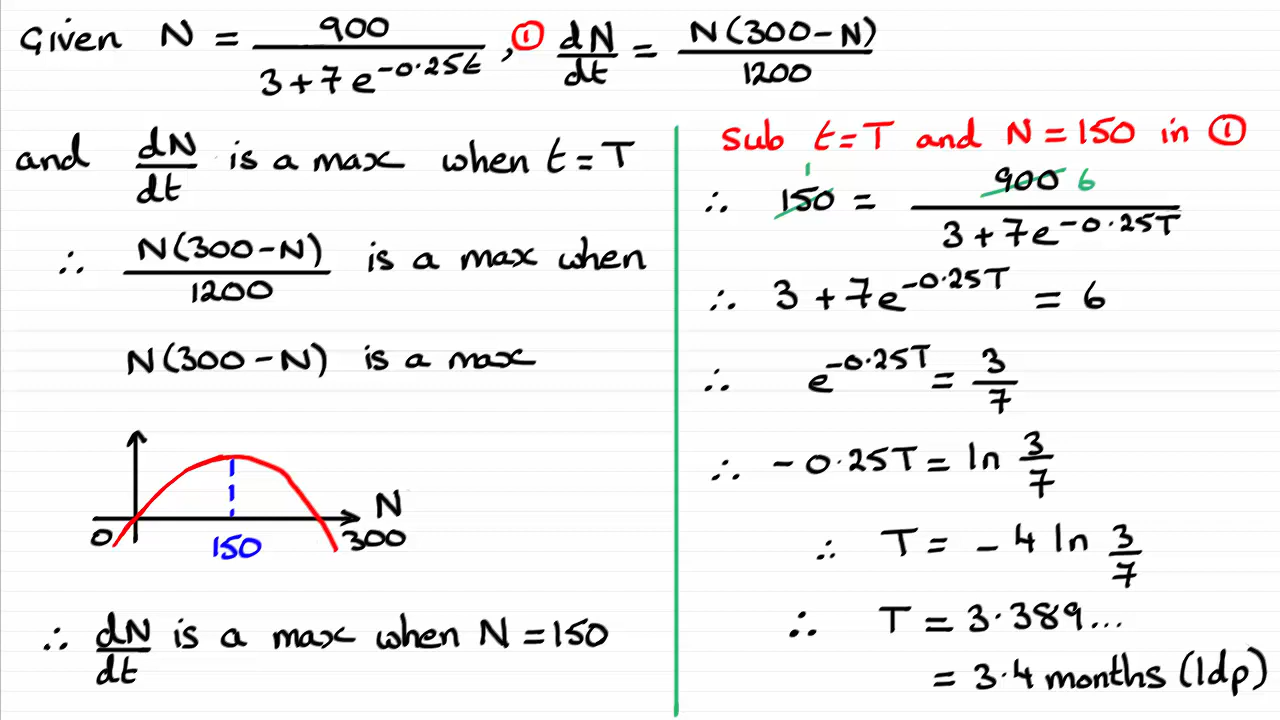 Given N = 900 / (3 + 7e^(-0.25t)) , ① dN/dt = N(300 - N) / 1200
and dN/dt is a max when t = T
∴ N(300 - N) / 1200 is a max when
N(300 - N) is a max
N
0 150 300
∴ dN/dt is a max when N = 150
Sub t = T and N = 150 in ①
1 6
∴ 150 = 900 / (3 + 7e^(-0.25T))
∴ 3 + 7e^(-0.25T) = 6
∴ e^(-0.25T) = 3/7
∴ -0.25T = ln 3/7
∴ T = -4 ln 3/7
∴ T = 3.389...
= 3.4 months (1dp)